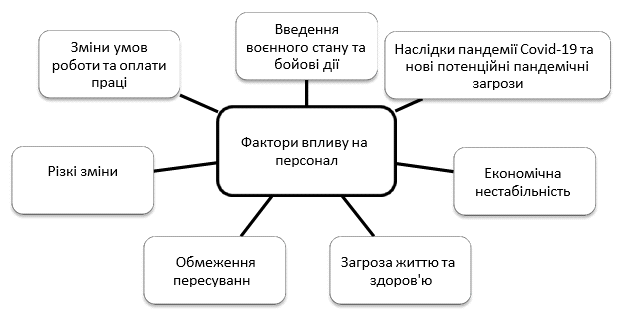 Введення
воєнного стану та
бойові дії
Зміни умов
роботи та оплати
праці
Наслідки пандемії Covid-19 та
нові потенційні пандемічні
загрози
Фактори впливу на
персонал
Різкі зміни
Економічна
нестабільність
Обмеження
пересуванн
Загроза життю та
здоров'ю